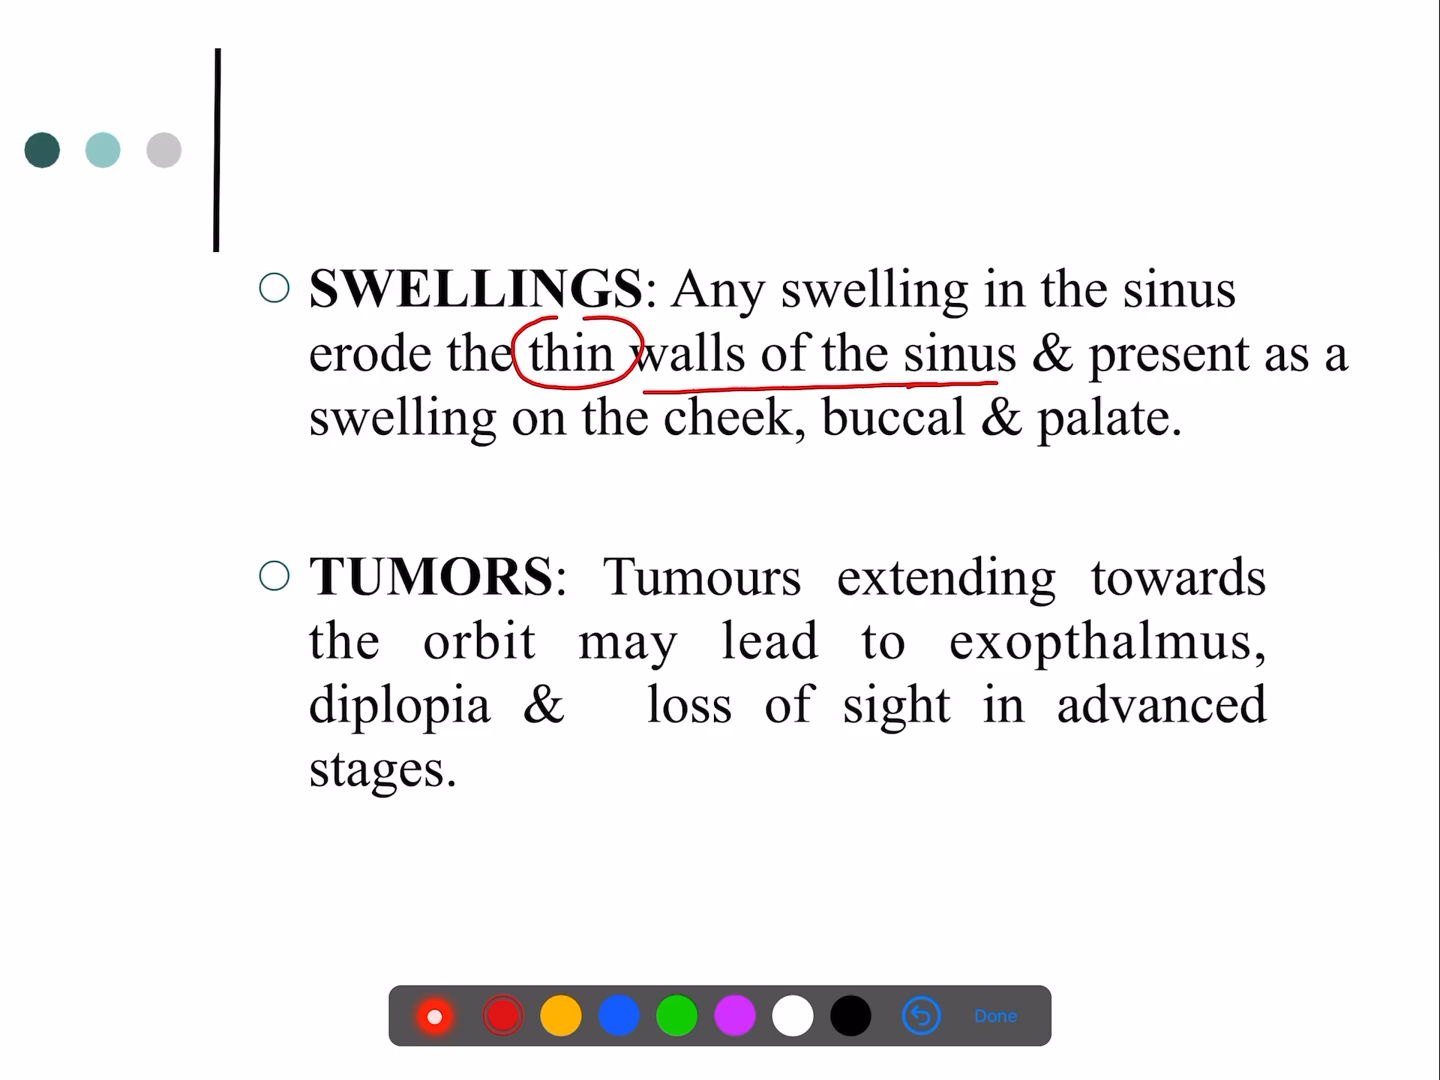 SWELLINGS: Any swelling in the sinus
erode the thin walls of the sinus & present as a
swelling on the cheek, buccal & palate.
TUMORS: Tumours extending towards
the orbit may lead to exopthalmus,
diplopia & loss of sight in advanced
stages.
Done